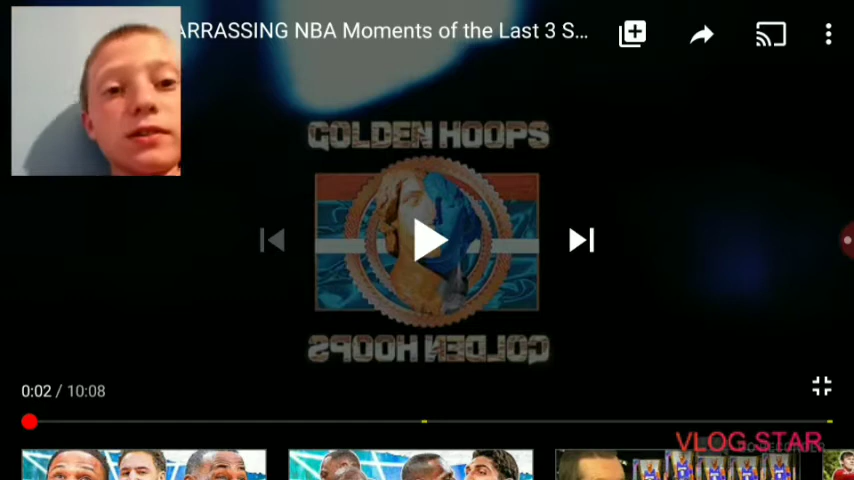 ARRASSING NBA Moments of the Last 3 S...
GOLDEN HOOPS
GOLDEN HOOPS
0:02 / 10:08
VLOG STAR